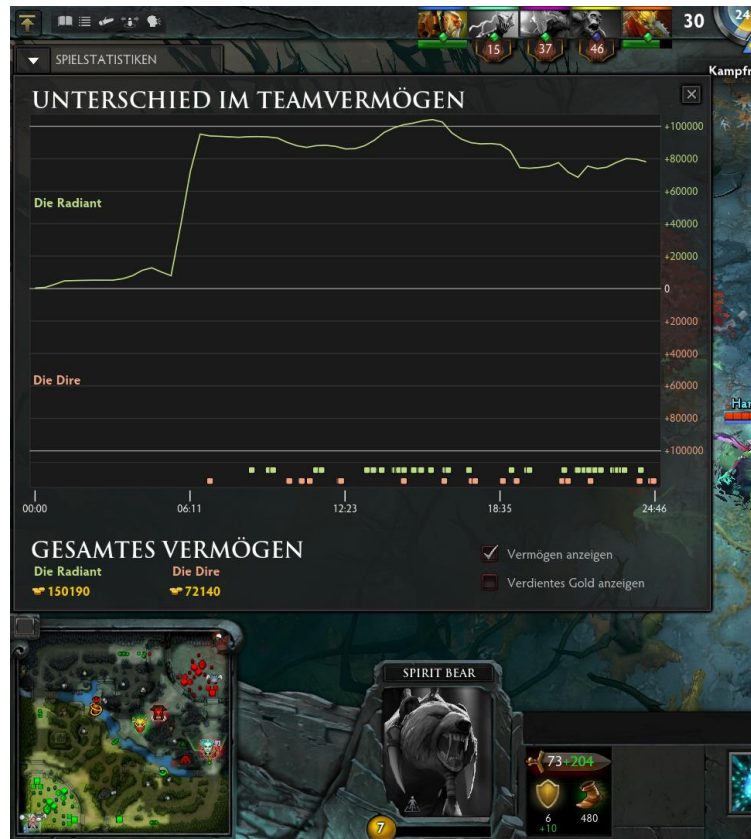 30
24
15
37
46
SPIELSTATISTIKEN
Kampfr
UNTERSCHIED IM TEAMVERMÖGEN
+100000
+80000
Die Radiant
+60000
+40000
+20000
0
+20000
+40000
Die Dire
+60000
+80000
Har
+100000
00:00
06:11
12:23
18:35
24:46
GESAMTES VERMÖGEN
Die Radiant
Die Dire
Vermögen anzeigen
150190
72140
Verdientes Gold anzeigen
SPIRIT BEAR
73+204
6
480
+10
7